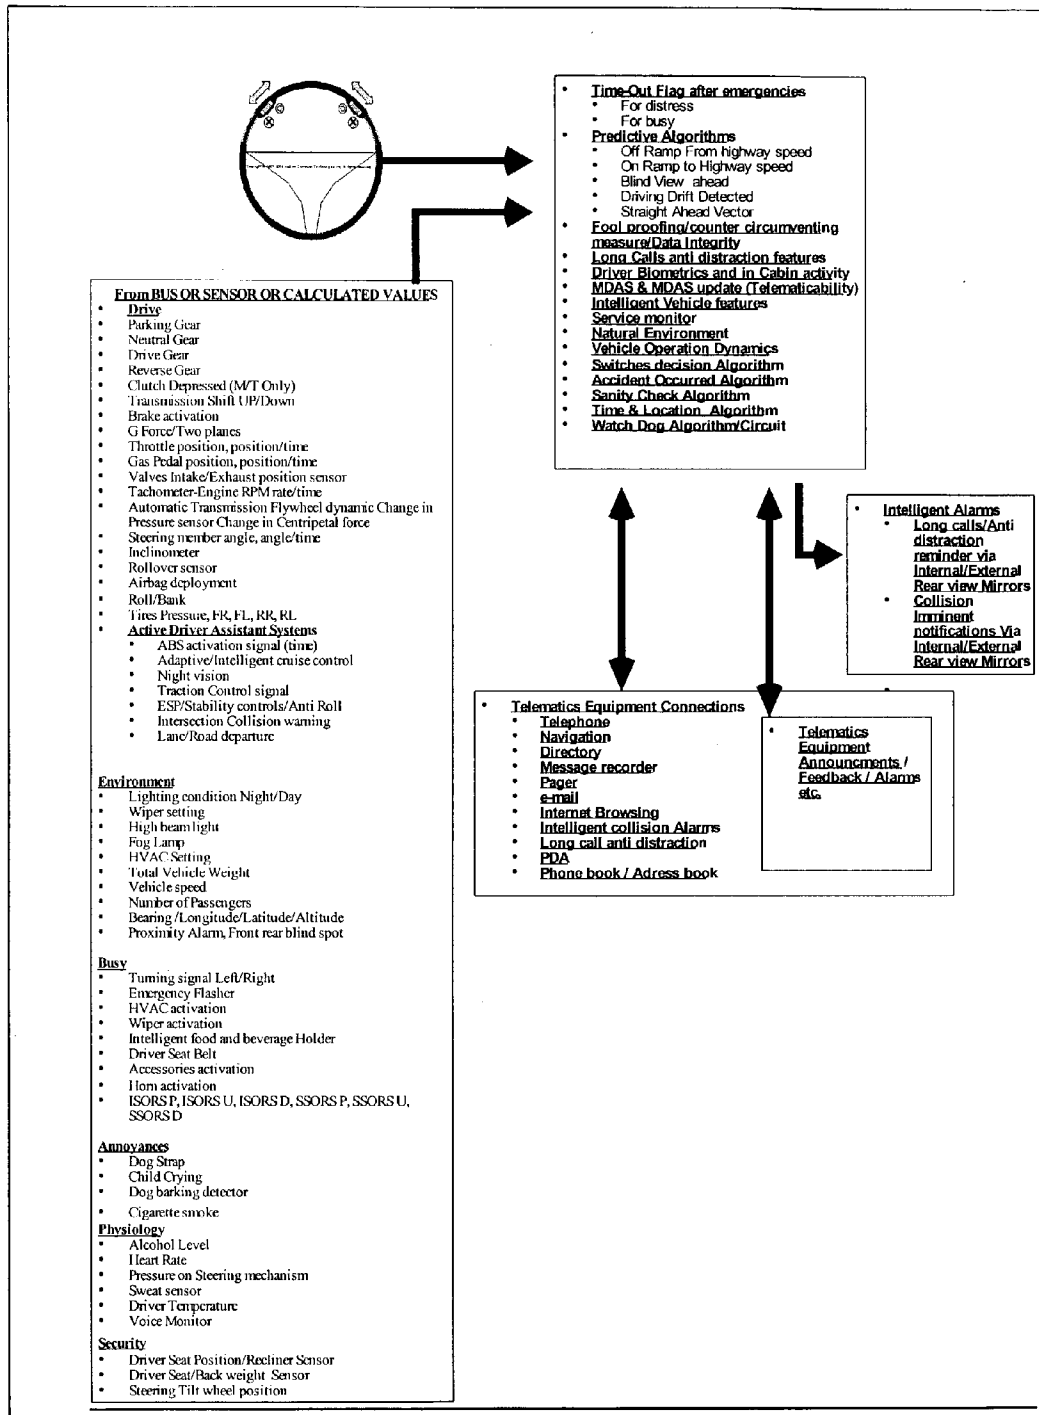 • Time-Out Flag after emergencies
• For distress
• For busy
• Predictive Algorithms
• Off Ramp From highway speed
• On Ramp to Highway speed
• Blind View ahead
• Driving Drift Detected
• Straight Ahead Vector
• Fool proofing/counter circumventing
measure/Data Integrity
• Long Calls anti distraction features
• Driver Biometrics and in Cabin activity
• MDAS & MDAS update (Telematicability)
• Intelligent Vehicle features
• Service monitor
• Natural Environment
• Vehicle Operation Dynamics
• Switches decision Algorithm
• Accident Occurred Algorithm
• Sanity Check Algorithm
• Time & Location Algorithm
• Watch Dog Algorithm/Circuit
From BUS OR SENSOR OR CALCULATED VALUES
• Drive
• Parking Gear
• Neutral Gear
• Drive Gear
• Reverse Gear
• Clutch Depressed (M/T Only)
• Transmission Shift UP/Down
• Brake activation
• G Force/Two planes
• Throttle position, position/time
• Gas Pedal position, position/time
• Valves Intake/Exhaust position sensor
• Tachometer-Engine RPM rate/time
• Automatic Transmission Flywheel dynamic Change in
Pressure sensor Change in Centripetal force
• Steering member angle, angle/time
• Inclinometer
• Rollover sensor
• Airbag deployment
• Roll/Bank
• Tires Pressure, FR, FL, RR, RL
• Active Driver Assistant Systems
• ABS activation signal (time)
• Adaptive/Intelligent cruise control
• Night vision
• Traction Control signal
• ESP/Stability controls/Anti Roll
• Intersection Collision warning
• Lane/Road departure
Environment
• Lighting condition Night/Day
• Wiper setting
• High beam light
• Fog Lamp
• HVAC Setting
• Total Vehicle Weight
• Vehicle speed
• Number of Passengers
• Bearing /Longitude/Latitude/Altitude
• Proximity Alarm, Front rear blind spot
Busy
• Turning signal Left/Right
• Emergency Flasher
• HVAC activation
• Wiper activation
• Intelligent food and beverage Holder
• Driver Seat Belt
• Accessories activation
• Horn activation
• ISORS P, ISORS U, ISORS D, SSORS P, SSORS U,
SSORS D
Annoyances
• Dog Strap
• Child Crying
• Dog barking detector
• Cigarette smoke
Physiology
• Alcohol Level
• Heart Rate
• Pressure on Steering mechanism
• Sweat sensor
• Driver Temperature
• Voice Monitor
Security
• Driver Seat Position/Recliner Sensor
• Driver Seat/Back weight Sensor
• Steering Tilt wheel position
• Intelligent Alarms
• Long calls/Anti
distraction
reminder via
Internal/External
Rear view Mirrors
• Collision
Imminent
notifications Via
Internal/External
Rear view Mirrors
• Telematics Equipment Connections
• Telephone
• Navigation
• Directory
• Message recorder
• Pager
• e-mail
• Internet Browsing
• Intelligent collision Alarms
• Long call anti distraction
• PDA
• Phone book / Adress book
• Telematics
Equipment
Announcments /
Feedback / Alarms
etc.